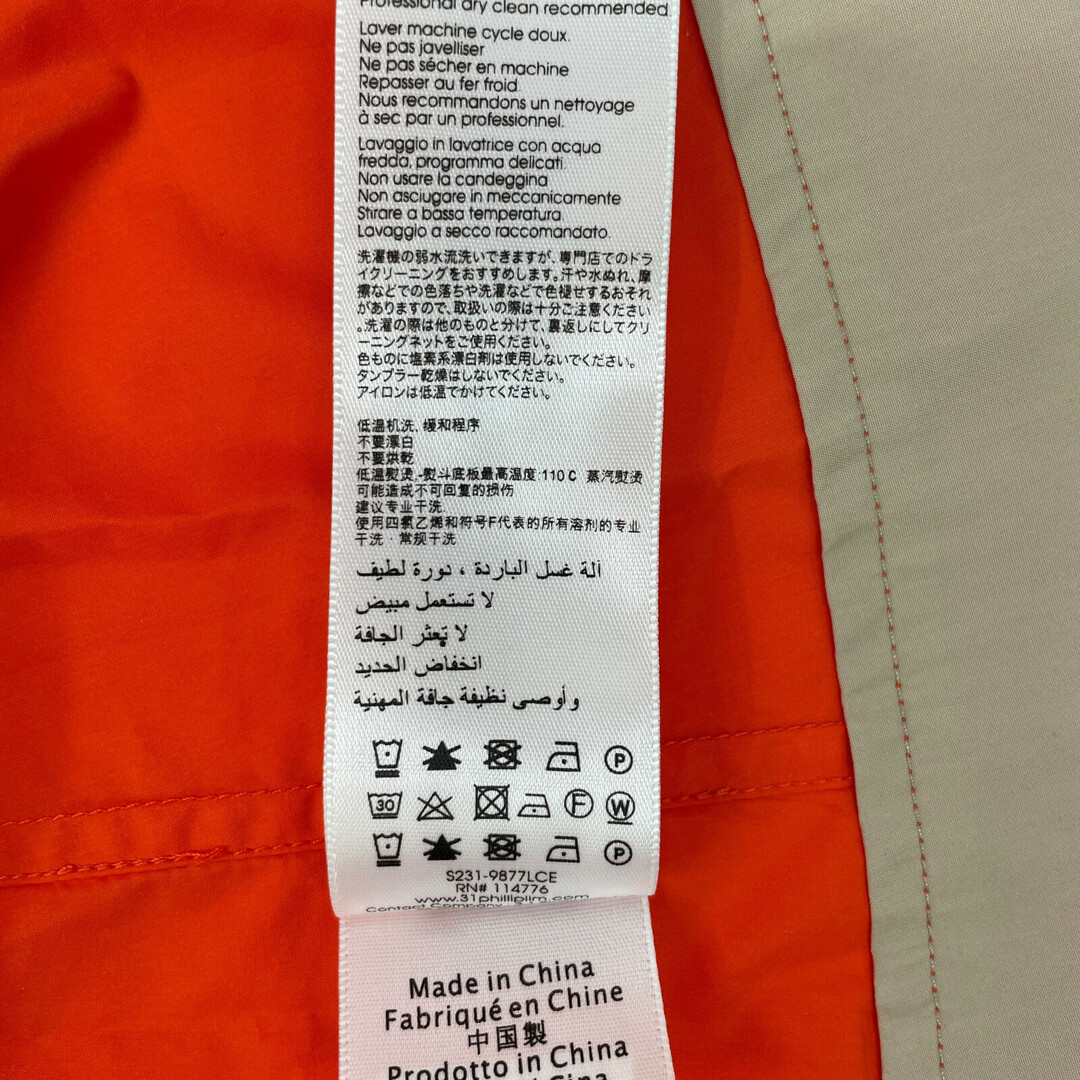 Professional dry clean recommended
Laver machine cycle doux.
Ne pas javelliser
Ne pas sécher en machine
Repasser au fer froid.
Nous recommandons un nettoyage
à sec par un professionnel.
Lavaggio in lavatrice con acqua
fredda, programma delicati.
Non usare la candeggina
Non asciugare in meccanicamente
Stirare a bassa temperatura.
Lavaggio a secco raccomandato.
洗濯機の弱水流洗いできますが、専門店でのドラ
イクリーニングをおすすめします。汗や水ぬれ、摩
擦などでの色落ちや洗濯などで色褪せするおそれ
がありますので、取扱いの際は十分ご注意ください
。洗濯の際は他のものと分けて、裏返しにしてクリ
ーニングネットをご使用ください。
色ものに塩素系漂白剤は使用しないでください。
タンブラー乾燥はしないでください。
アイロンは低温でかけてください。
低温机洗、缓和程序
不要漂白
不要烘乾
低温熨烫,-熨斗底板最高温度:110 C 蒸汽熨烫
可能造成不可回复的损伤
建议专业干洗.
使用四氯乙烯和符号F代表的所有溶剂的专业
干洗·常规干洗
آلة غسل الباردة ، دورة لطيف
لا تستعمل مبيض
لا تعثر الجافة
انخفاض الحديد
وأوصى نظيفة جافة المهنية
P
30 F W
P
S231-9877LCE
RN# 114776
www.31philliplim.com
Contact Company
Made in China
Fabriqué en Chine
中国製
Prodotto in China